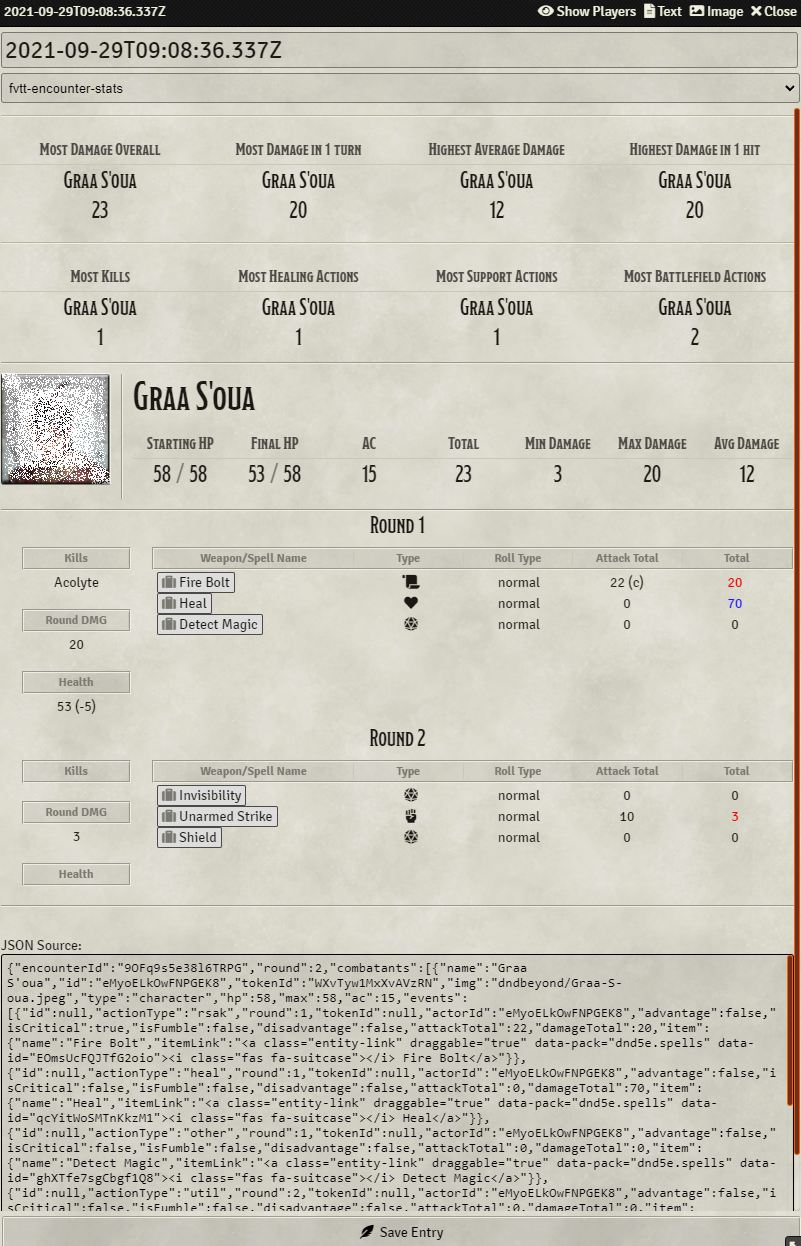 2021-09-29T09:08:36.337Z Show Players Text Image Close
2021-09-29T09:08:36.337Z
fvtt-encounter-stats
Most Damage Overall Most Damage in 1 turn Highest Average Damage Highest Damage in 1 hit
Graa S'oua Graa S'oua Graa S'oua Graa S'oua
23 20 12 20
Most Kills Most Healing Actions Most Support Actions Most Battlefield Actions
Graa S'oua Graa S'oua Graa S'oua Graa S'oua
1 1 1 2
Graa S'oua
Starting HP Final HP AC Total Min Damage Max Damage Avg Damage
58 / 58 53 / 58 15 23 3 20 12
Round 1
Kills Weapon/Spell Name Type Roll Type Attack Total Total
Acolyte Fire Bolt normal 22 (c) 20
Heal normal 0 70
Round DMG Detect Magic normal 0 0
20
Health
53 (-5)
Round 2
Kills Weapon/Spell Name Type Roll Type Attack Total Total
Invisibility normal 0 0
Round DMG Unarmed Strike normal 10 3
3 Shield normal 0 0
Health
JSON Source:
{"encounterId":"9OFq9s5e38l6TRPG","round":2,"combatants":[{"name":"Graa
S'oua","id":"eMyoELkOwFNPGEK8","tokenId":"WXvTyw1MxXvAVzRN","img":"dndbeyond/Graa-S-
oua.jpeg","type":"character","hp":58,"max":58,"ac":15,"events":
[{"id":null,"actionType":"rsak","round":1,"tokenId":null,"actorId":"eMyoELkOwFNPGEK8","advantage":false,"
isCritical":true,"isFumble":false,"disadvantage":false,"attackTotal":22,"damageTotal":20,"item":
{"name":"Fire Bolt","itemLink":"<a class="entity-link" draggable="true" data-pack="dnd5e.spells" data-
id="EOmsUcFQJTfG2oio"><i class="fas fa-suitcase"></i> Fire Bolt</a>"}},
{"id":null,"actionType":"heal","round":1,"tokenId":null,"actorId":"eMyoELkOwFNPGEK8","advantage":false,"i
sCritical":false,"isFumble":false,"disadvantage":false,"attackTotal":0,"damageTotal":70,"item":
{"name":"Heal","itemLink":"<a class="entity-link" draggable="true" data-pack="dnd5e.spells" data-
id="qcYitWoSMTnKkzM1"><i class="fas fa-suitcase"></i> Heal</a>"}},
{"id":null,"actionType":"other","round":1,"tokenId":null,"actorId":"eMyoELkOwFNPGEK8","advantage":false,"
isCritical":false,"isFumble":false,"disadvantage":false,"attackTotal":0,"damageTotal":0,"item":
{"name":"Detect Magic","itemLink":"<a class="entity-link" draggable="true" data-pack="dnd5e.spells" data-
id="ghXTfe7sgCbgf1Q8"><i class="fas fa-suitcase"></i> Detect Magic</a>"}},
{"id":null,"actionType":"util","round":2,"tokenId":null,"actorId":"eMyoELkOwFNPGEK8","advantage":false,"i
sCritical":false,"isFumble":false,"disadvantage":false,"attackTotal":0,"damageTotal":0,"item":
Save Entry